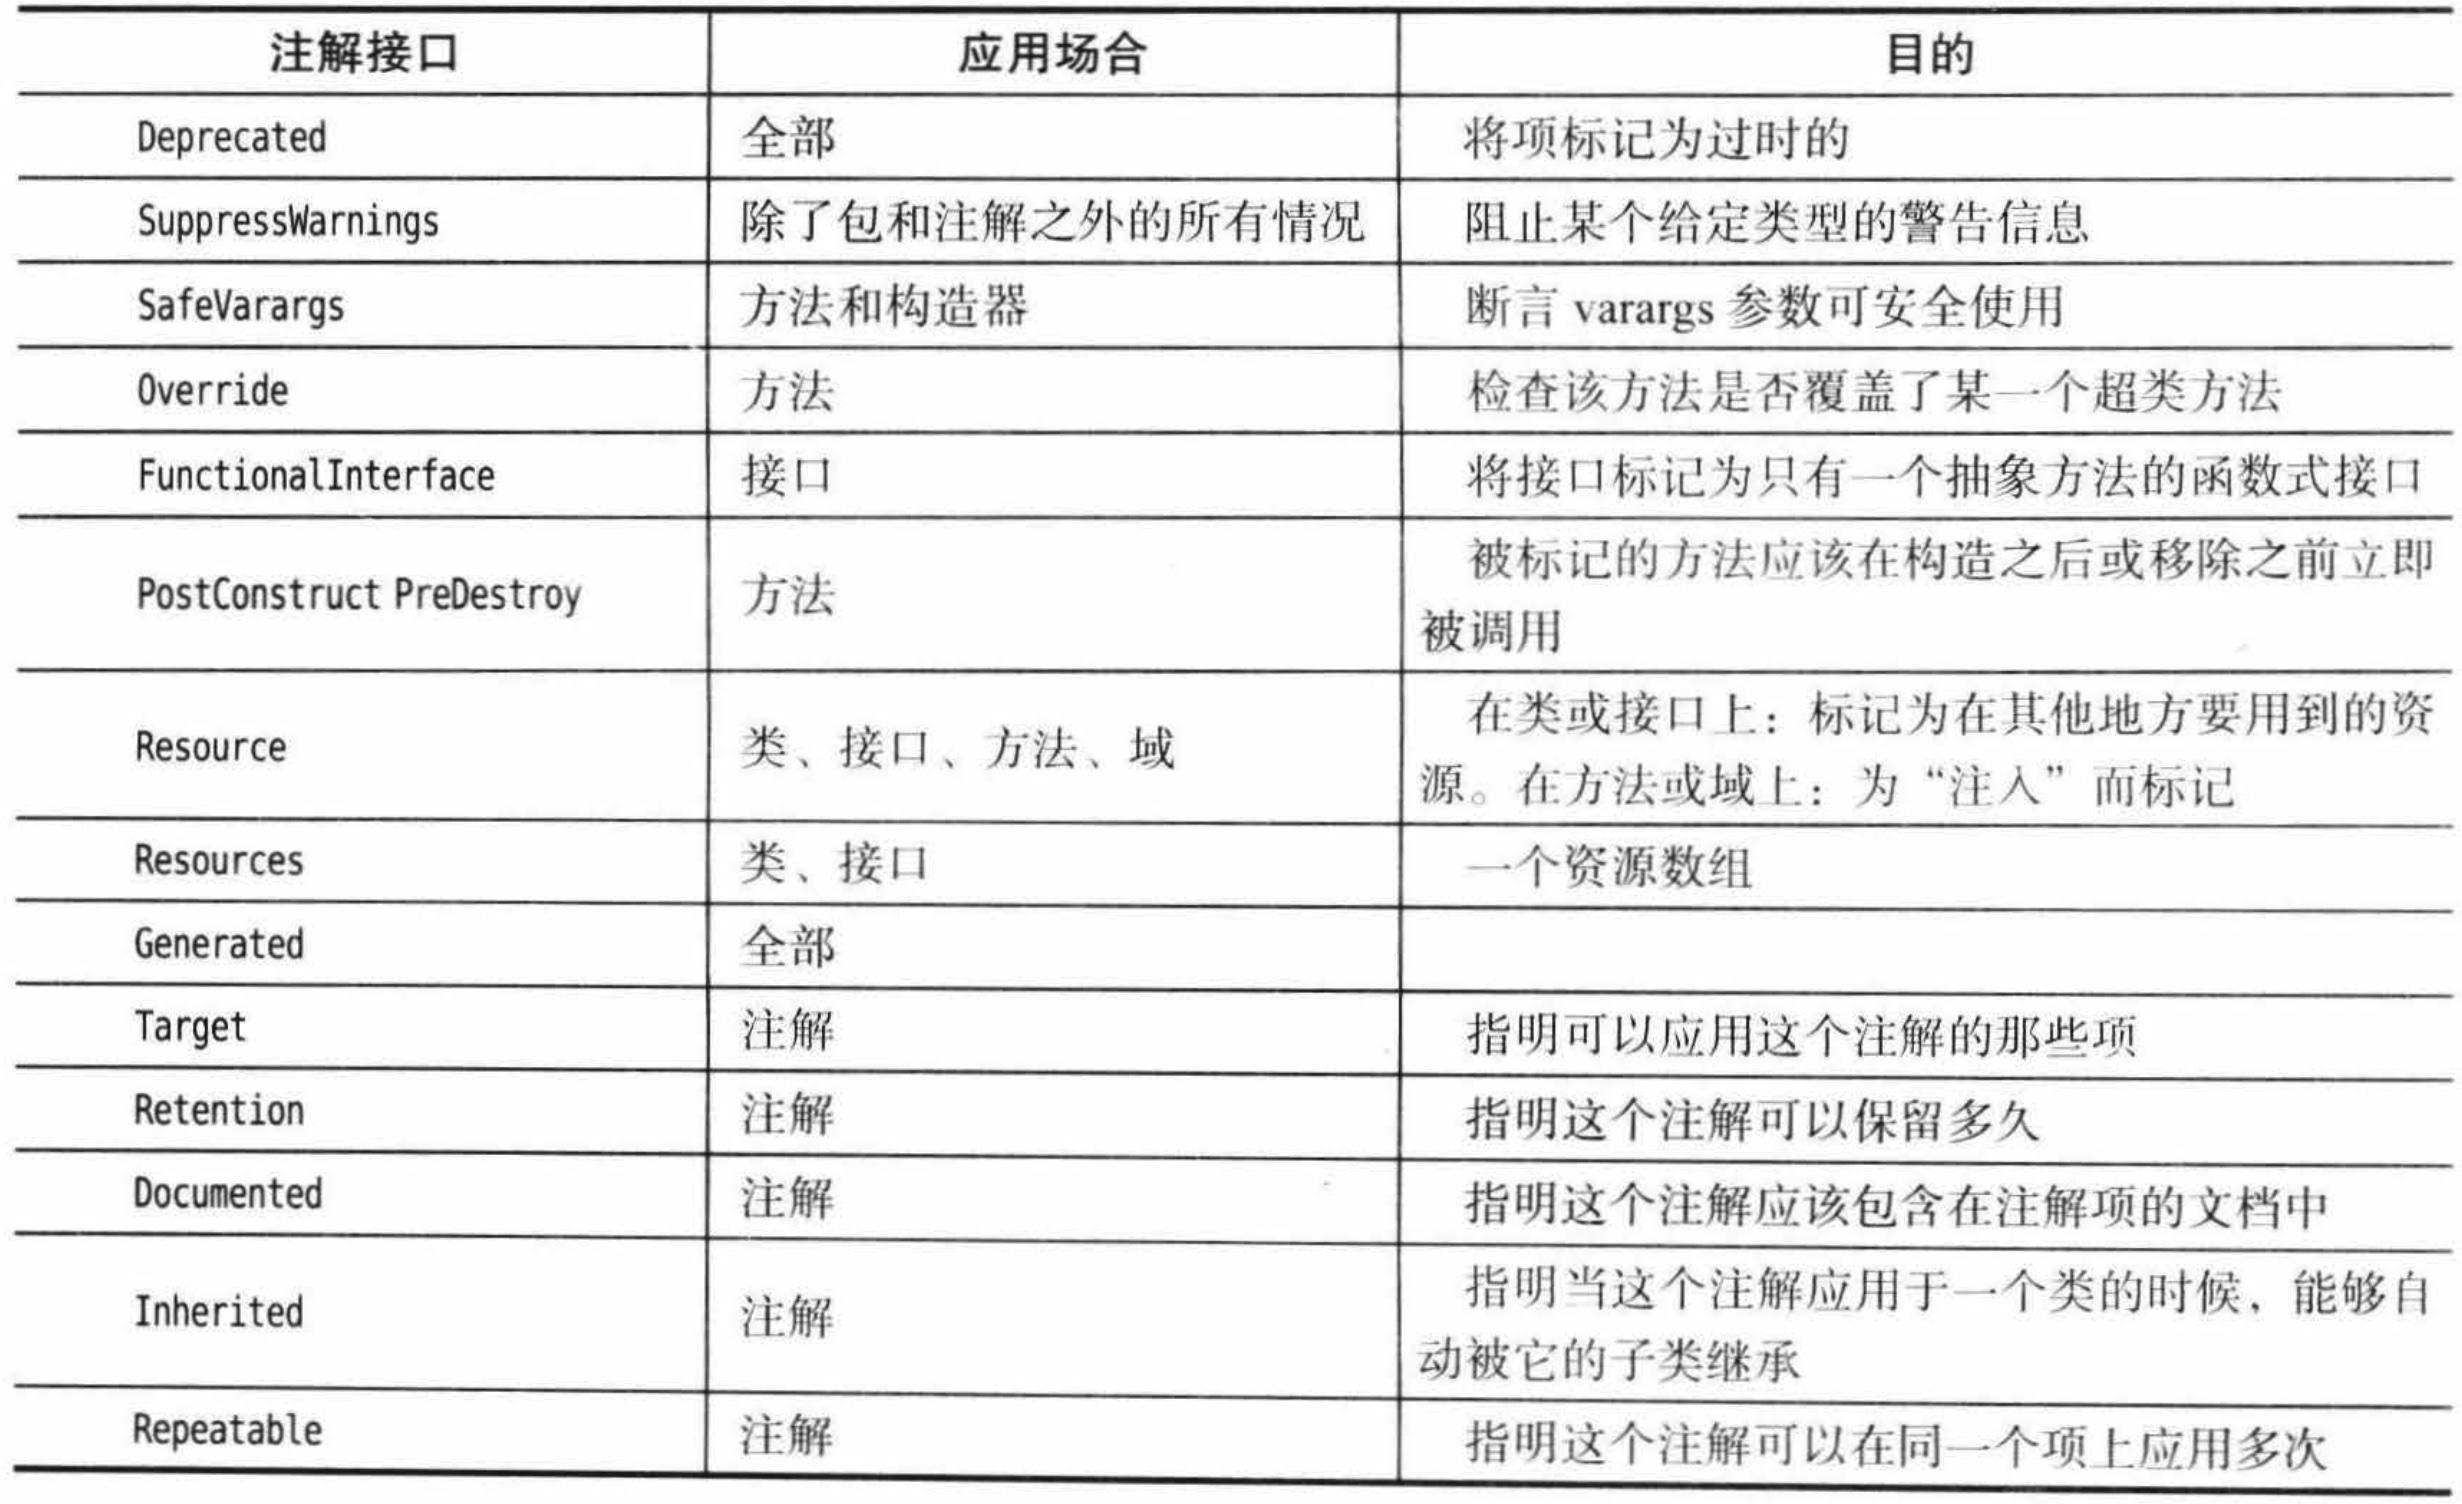 注解接口 应用场合 目的
Deprecated 全部 将项标记为过时的
SuppressWarnings 除了包和注解之外的所有情况 阻止某个给定类型的警告信息
SafeVarargs 方法和构造器 断言 varargs 参数可安全使用
Override 方法 检查该方法是否覆盖了某一个超类方法
FunctionalInterface 接口 将接口标记为只有一个抽象方法的函数式接口
PostConstruct PreDestroy 方法 被标记的方法应该在构造之后或移除之前立即
被调用
Resource 类、接口、方法、域 在类或接口上：标记为在其他地方要用到的资
源。在方法或域上：为“注入”而标记
Resources 类、接口 一个资源数组
Generated 全部
Target 注解 指明可以应用这个注解的那些项
Retention 注解 指明这个注解可以保留多久
Documented 注解 指明这个注解应该包含在注解项的文档中
Inherited 注解 指明当这个注解应用于一个类的时候，能够自
动被它的子类继承
Repeatable 注解 指明这个注解可以在同一个项上应用多次